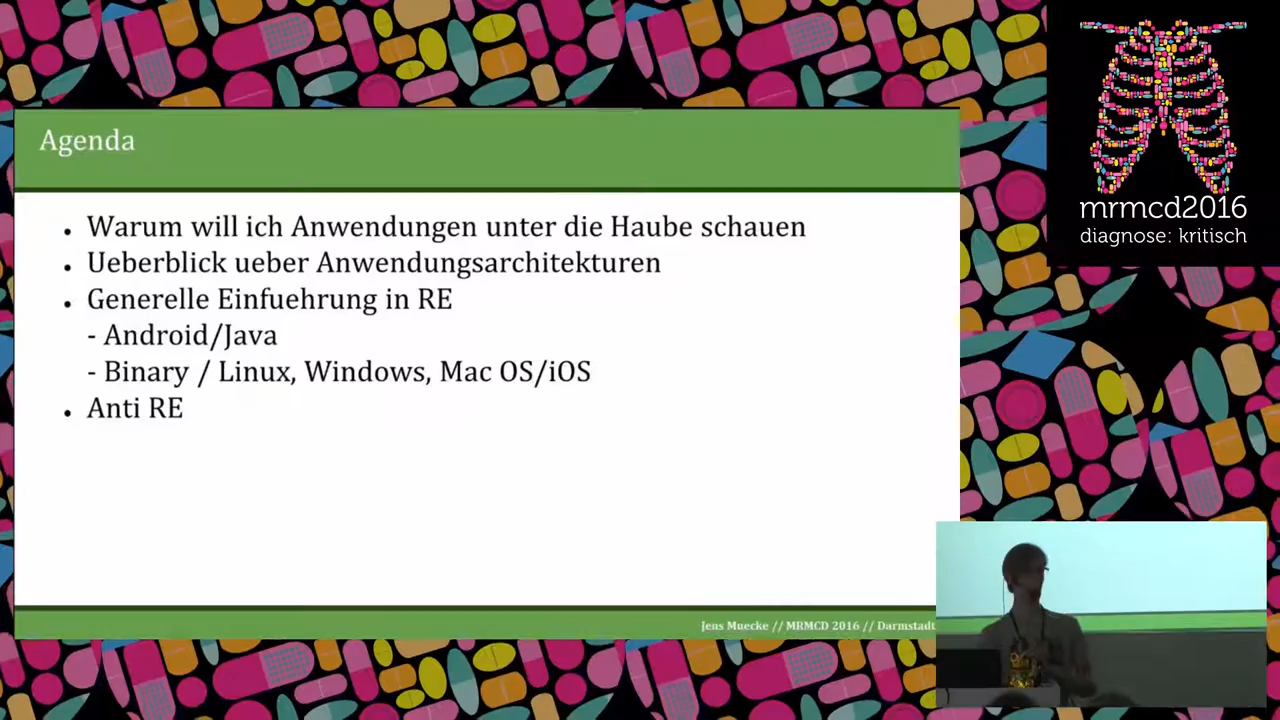 Agenda
• Warum will ich Anwendungen unter die Haube schauen
• Ueberblick ueber Anwendungsarchitekturen
• Generelle Einfuehrung in RE
- Android/Java
- Binary / Linux, Windows, Mac OS/iOS
• Anti RE
Jens Muecke // MRMCD 2016 // Darmstadt
mrmcd2016
diagnose: kritisch